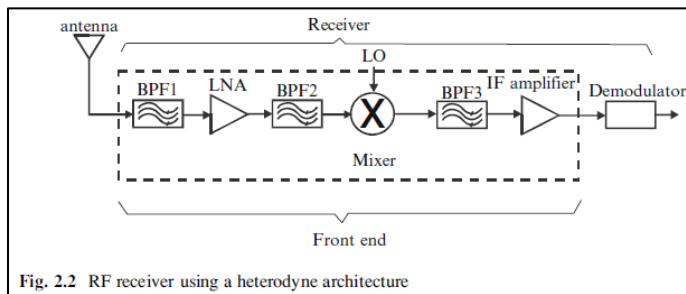 antenna
Receiver
LO
BPF1 LNA BPF2 BPF3 IF amplifier Demodulator
X
Mixer
Front end
Fig. 2.2 RF receiver using a heterodyne architecture